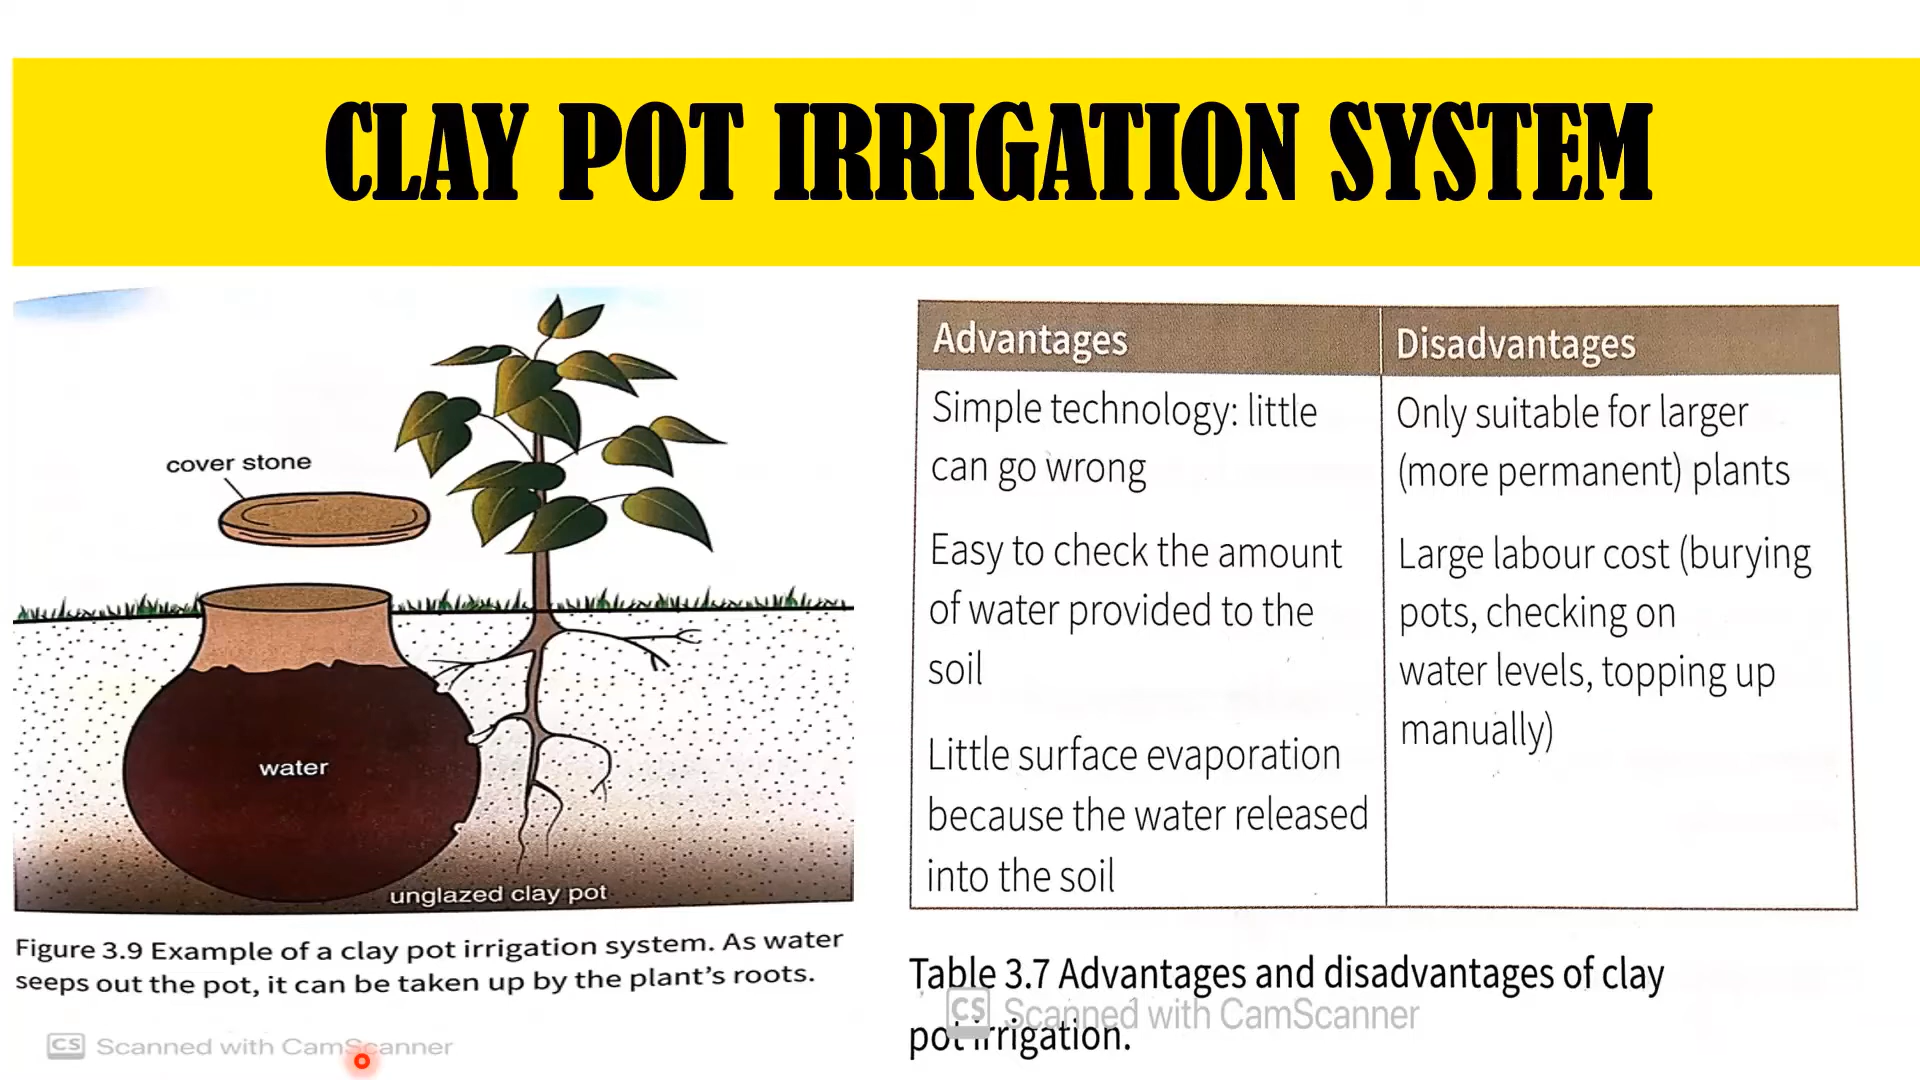 CLAY POT IRRIGATION SYSTEM
cover stone
water
unglazed clay pot
Figure 3.9 Example of a clay pot irrigation system. As water
seeps out the pot, it can be taken up by the plant's roots.
CS Scanned with CamScanner
Advantages
Simple technology: little
can go wrong
Easy to check the amount
of water provided to the
soil
Little surface evaporation
because the water released
into the soil
Disadvantages
Only suitable for larger
(more permanent) plants
Large labour cost (burying
pots, checking on
water levels, topping up
manually)
Table 3.7 Advantages and disadvantages of clay
pot irrigation.
CS Scanned with CamScanner